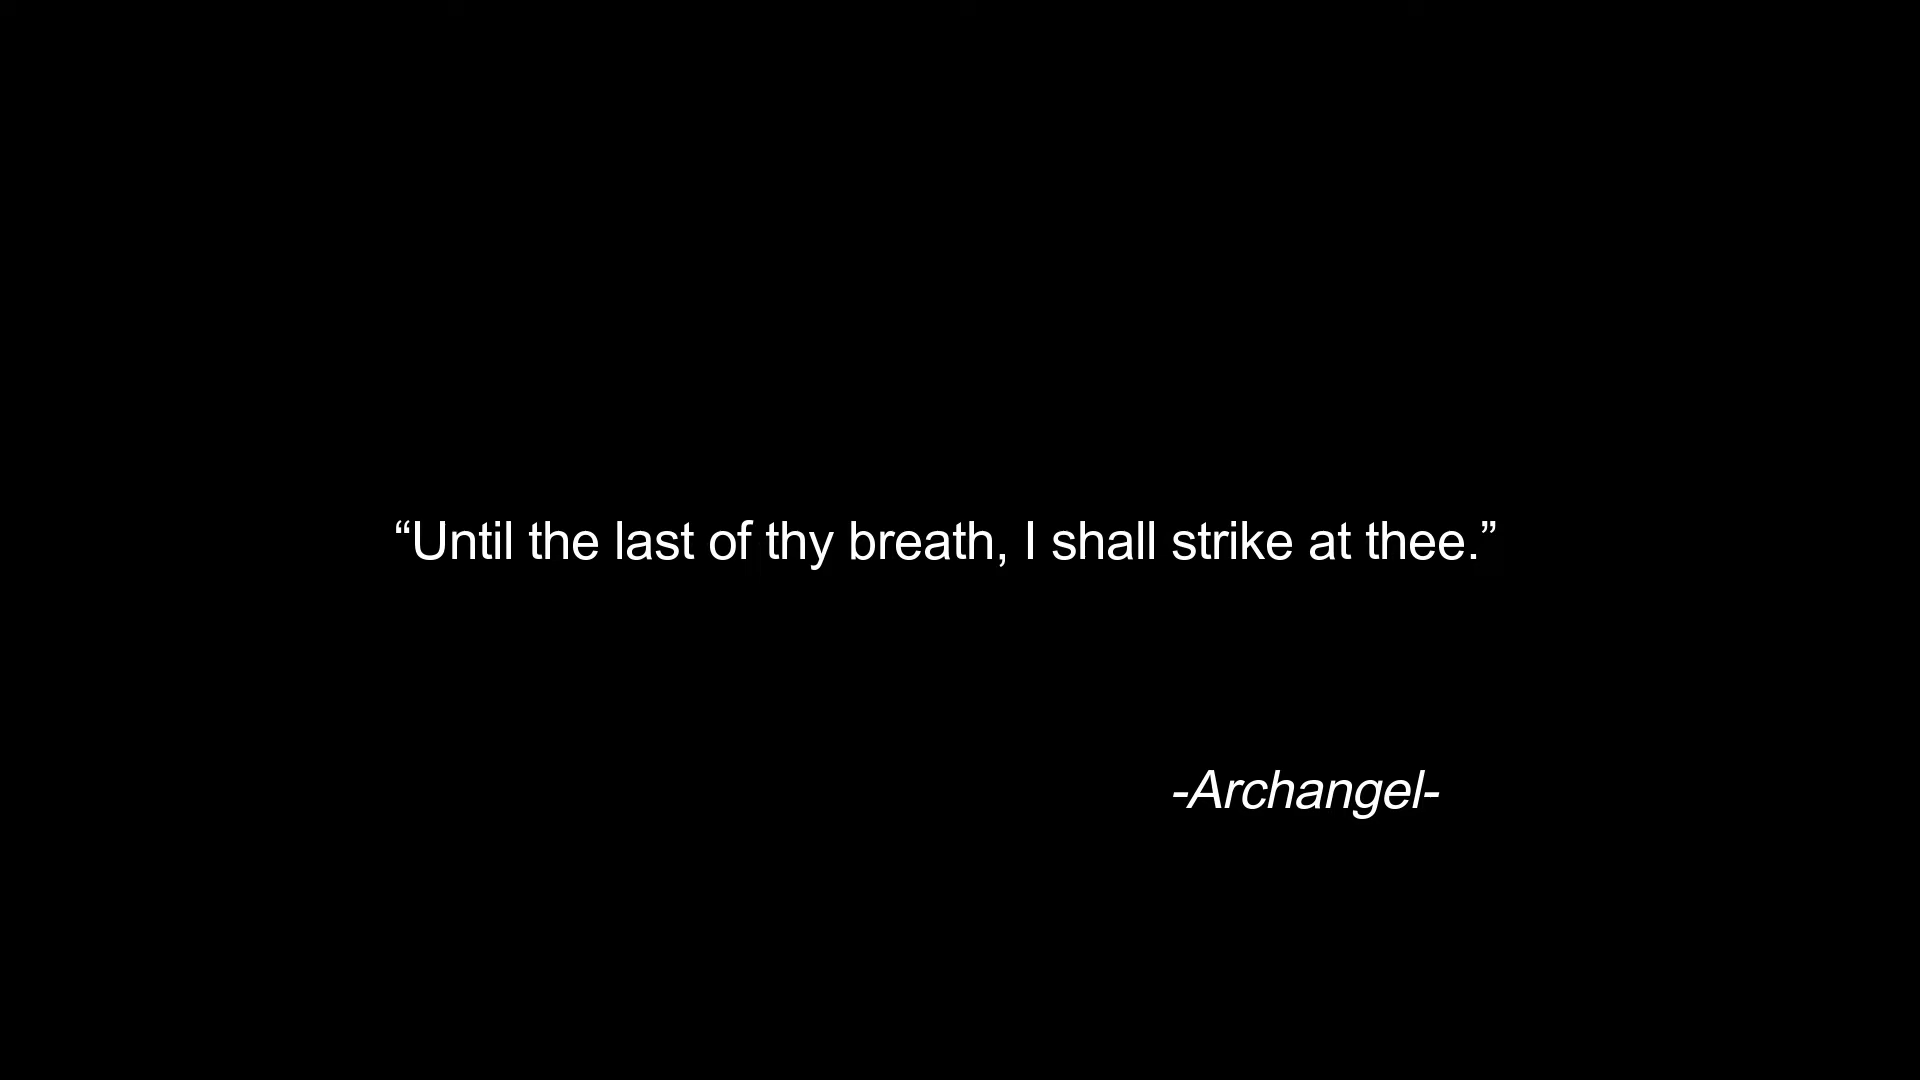 “Until the last of thy breath, I shall strike at thee.”
-Archangel-